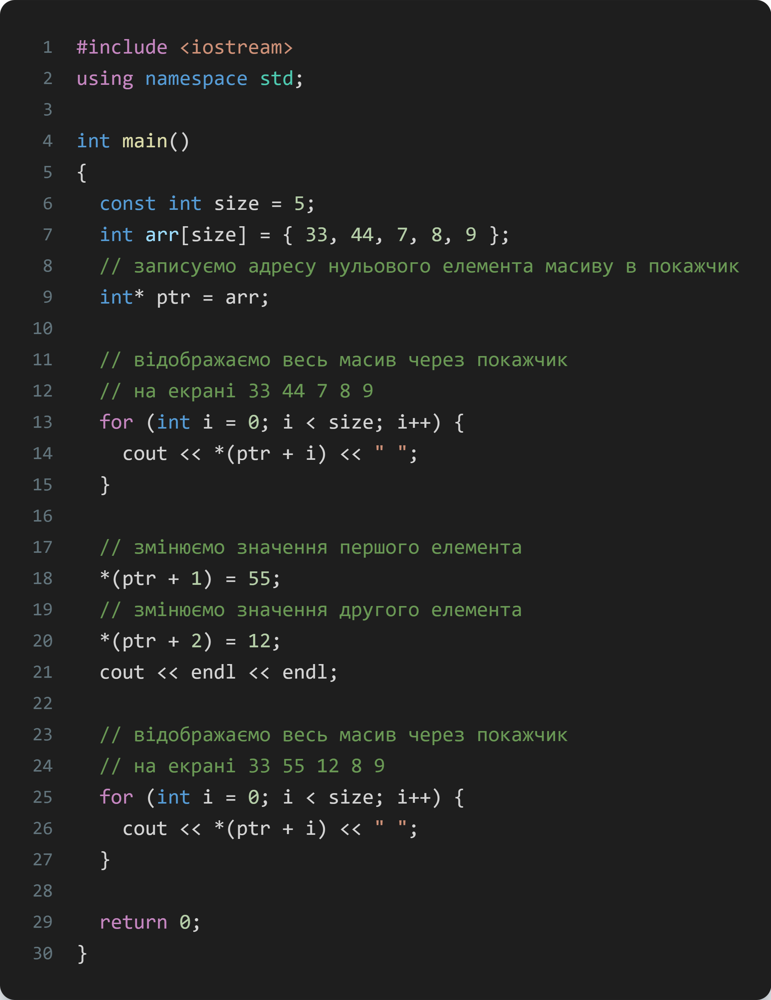 1 #include <iostream>
2 using namespace std;
3
4 int main()
5 {
6   const int size = 5;
7   int arr[size] = { 33, 44, 7, 8, 9 };
8   // записуємо адресу нульового елемента масиву в покажчик
9   int* ptr = arr;
10
11   // відображаємо весь масив через покажчик
12   // на екрані 33 44 7 8 9
13   for (int i = 0; i < size; i++) {
14     cout << *(ptr + i) << " ";
15   }
16
17   // змінюємо значення першого елемента
18   *(ptr + 1) = 55;
19   // змінюємо значення другого елемента
20   *(ptr + 2) = 12;
21   cout << endl << endl;
22
23   // відображаємо весь масив через покажчик
24   // на екрані 33 55 12 8 9
25   for (int i = 0; i < size; i++) {
26     cout << *(ptr + i) << " ";
27   }
28
29   return 0;
30 }